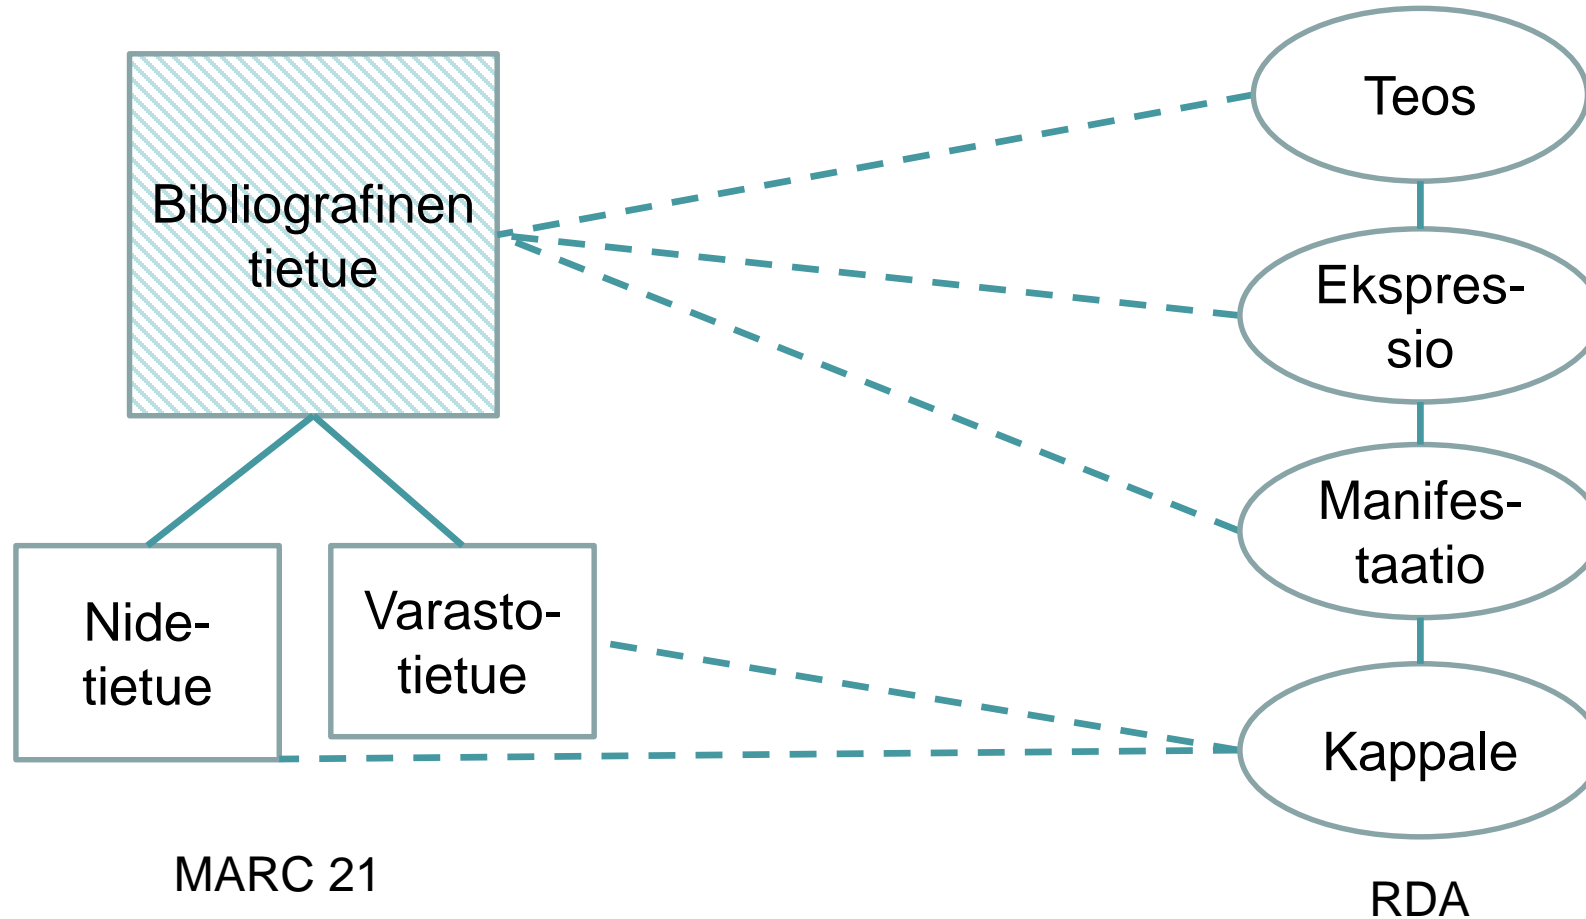 Bibliografinen
tietue
Nide-
tietue
Varasto-
tietue
MARC 21
Teos
Ekspres-
sio
Manifes-
taatio
Kappale
RDA